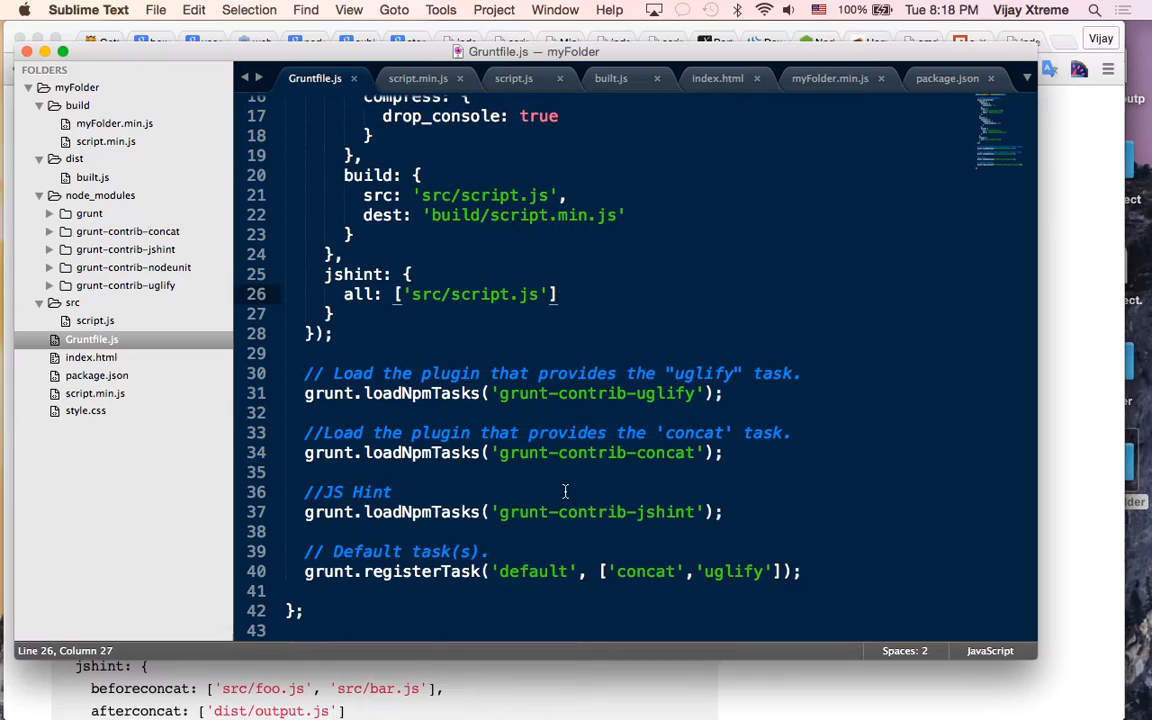 Sublime Text File Edit Selection Find View Goto Tools Project Window Help 100% Tue 8:18 PM Vijay Xtreme
Vijay
Gruntfile.js — myFolder
FOLDERS
myFolder
build
myFolder.min.js
script.min.js
dist
built.js
node_modules
grunt
grunt-contrib-concat
grunt-contrib-jshint
grunt-contrib-nodeunit
grunt-contrib-uglify
src
script.js
Gruntfile.js
index.html
package.json
script.min.js
style.css
Gruntfile.js script.min.js script.js built.js index.html myFolder.min.js package.json
16 compress: {
17 drop_console: true
18 }
19 },
20 build: {
21 src: 'src/script.js',
22 dest: 'build/script.min.js'
23 }
24 },
25 jshint: {
26 all: ['src/script.js']
27 }
28 });
29
30 // Load the plugin that provides the "uglify" task.
31 grunt.loadNpmTasks('grunt-contrib-uglify');
32
33 //Load the plugin that provides the 'concat' task.
34 grunt.loadNpmTasks('grunt-contrib-concat');
35
36 //JS Hint
37 grunt.loadNpmTasks('grunt-contrib-jshint');
38
39 // Default task(s).
40 grunt.registerTask('default', ['concat','uglify']);
41
42 };
43
Line 26, Column 27 Spaces: 2 JavaScript
jshint: {
beforeconcat: ['src/foo.js', 'src/bar.js'],
afterconcat: ['dist/output.js']